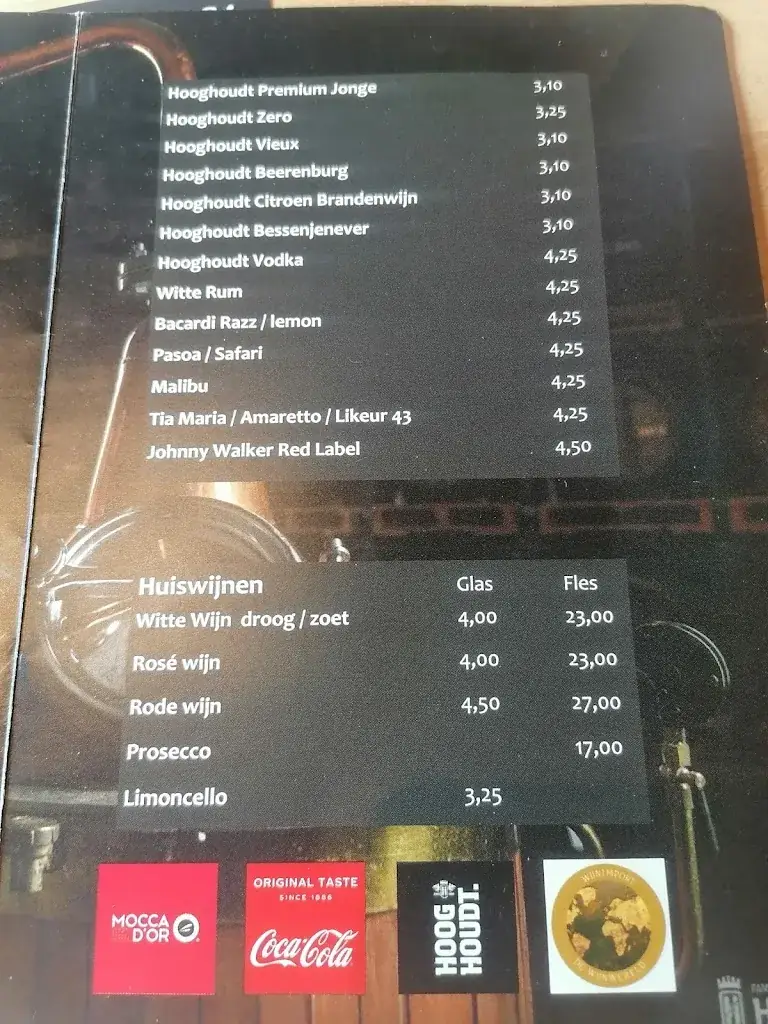 Hooghoudt Premium Jonge 3,10
Hooghoudt Zero 3,25
Hooghoudt Vieux 3,10
Hooghoudt Beerenburg 3,10
Hooghoudt Citroen Brandenwijn 3,10
Hooghoudt Bessenjenever 3,10
Hooghoudt Vodka 4,25
Witte Rum 4,25
Bacardi Razz / lemon 4,25
Pasoa / Safari 4,25
Malibu 4,25
Tia Maria / Amaretto / Likeur 43 4,25
Johnny Walker Red Label 4,50
Huiswijnen Glas Fles
Witte Wijn droog / zoet 4,00 23,00
Rosé wijn 4,00 23,00
Rode wijn 4,50 27,00
Prosecco 17,00
Limoncello 3,25
MOCCA
D'OR
ORIGINAL TASTE
SINCE 1886
Coca-Cola
HOOG
HOUDT.
WIJNIMPORT
DE WIJNWERELD